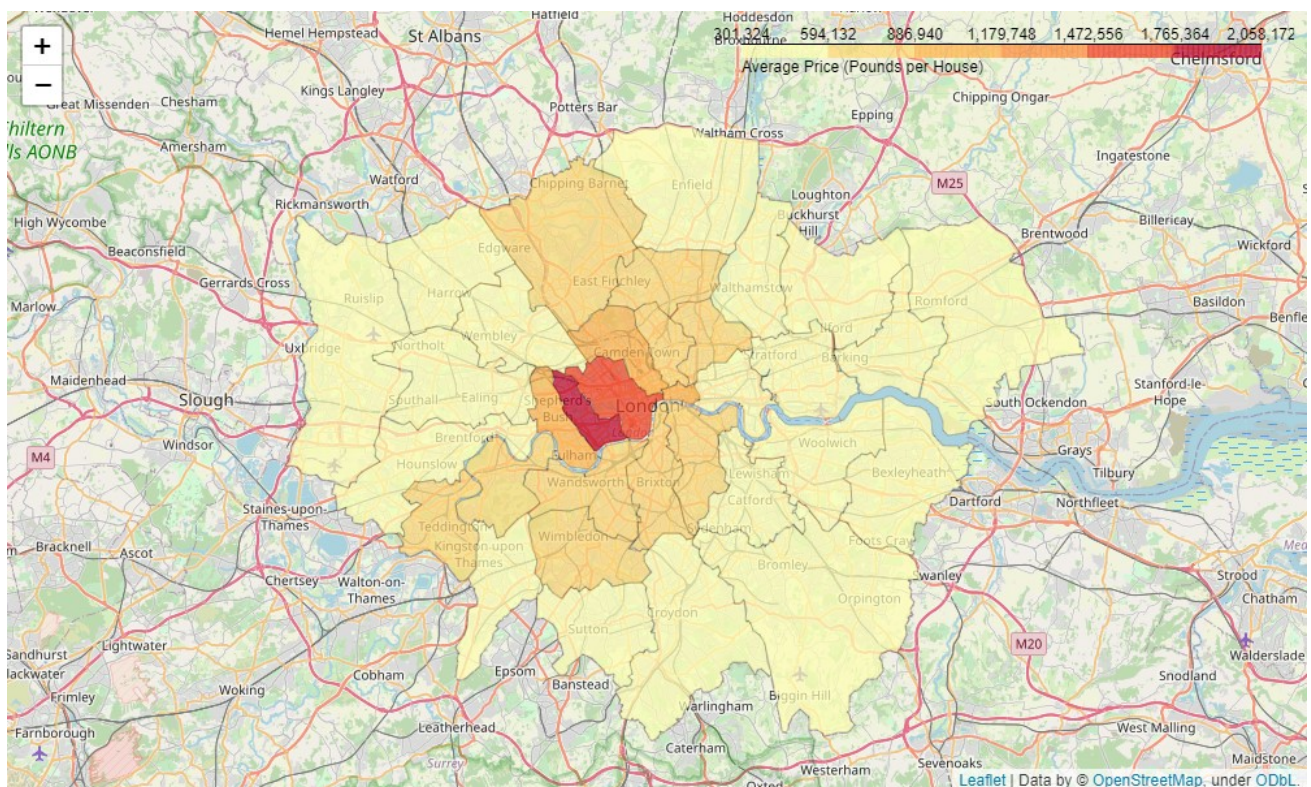 +
−
301,324 594,132 886,940 1,179,748 1,472,556 1,765,364 2,058,172
Average Price (Pounds per House)
Hatfield
Hoddesdon
Broxbourne
Hemel Hempstead
St Albans
Chelmsford
Kings Langley
Great Missenden
Chesham
Potters Bar
Chipping Ongar
Epping
Waltham Cross
Chiltern
lls AONB
Amersham
Ingatestone
Watford
Chipping Barnet
Enfield
M25
Loughton
Rickmansworth
Buckhurst
Hill
High Wycombe
Billericay
Beaconsfield
Edgware
Brentwood
Wickford
Gerrards Cross
East Finchley
Walthamstow
Marlow
Ruislip
Harrow
Romford
Basildon
Benfle
Wembley
Ilford
Uxbridge
Northolt
Camden Town
Stratford
Barking
Maidenhead
Slough
Southall
Ealing
Shepherd's
Bush
London
Stanford-le-
Hope
South Ockendon
Windsor
Brentford
Woolwich
Grays
M4
Fulham
Hounslow
Wandsworth
Brixton
Lewisham
Bexleyheath
Tilbury
Catford
Dartford
Northfleet
Staines-upon-
Thames
Teddington
Wimbledon
Sydenham
Foots Cray
Bracknell
Ascot
Kingston upon
Thames
Bromley
Chertsey
Walton-on-
Thames
Swanley
Strood
Orpington
Chatham
Croydon
Sutton
Lightwater
M20
Walderslade
Sandhurst
lackwater
Cobham
Epsom
Banstead
Snodland
Frimley
Woking
Biggin Hill
Warlingham
Farnborough
Leatherhead
West Malling
Caterham
Surrey
Sevenoaks
Maidstone
Westerham
Oxted
Leaflet | Data by © OpenStreetMap, under ODbL.